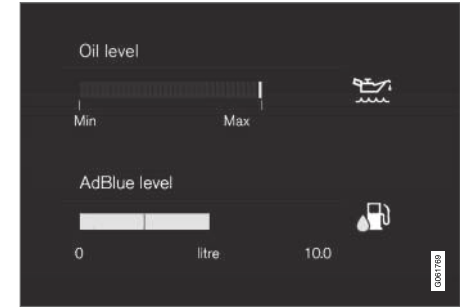 Oil level
Min Max
AdBlue level
0 litre 10.0
G061769